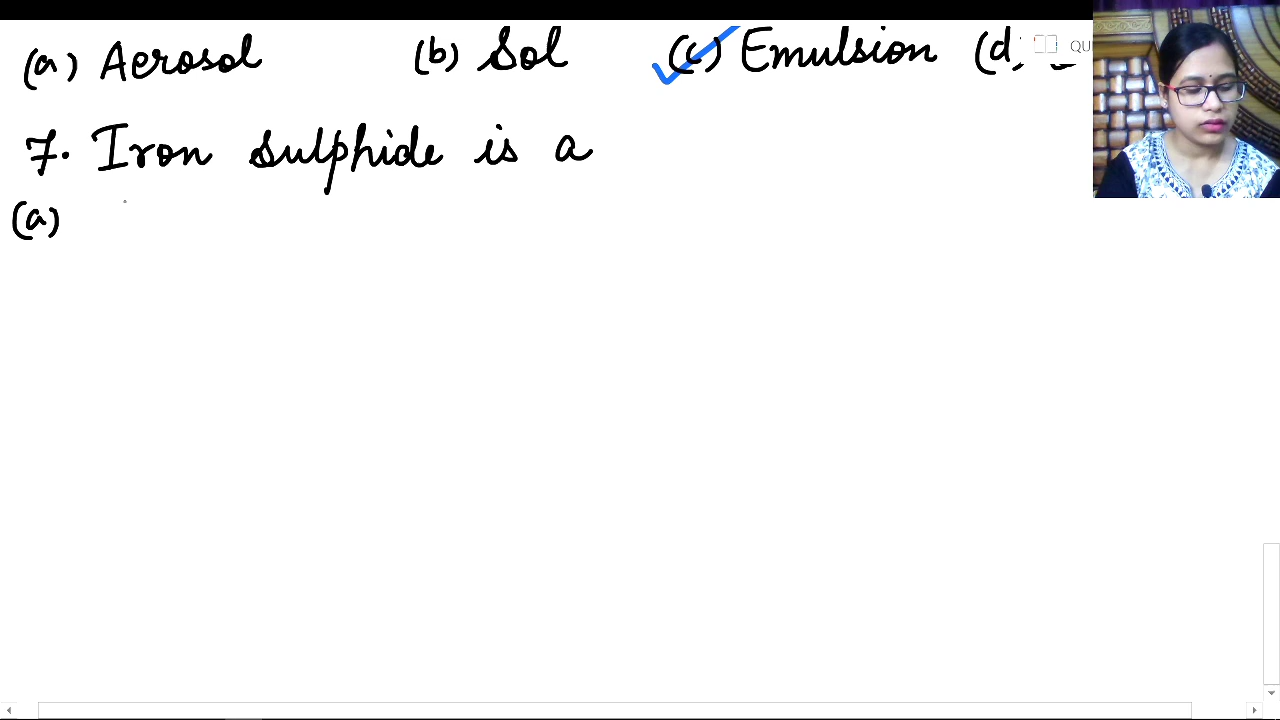 (a) Aerosol (b) Sol (c) Emulsion (d)
7. Iron sulphide is a
(a)